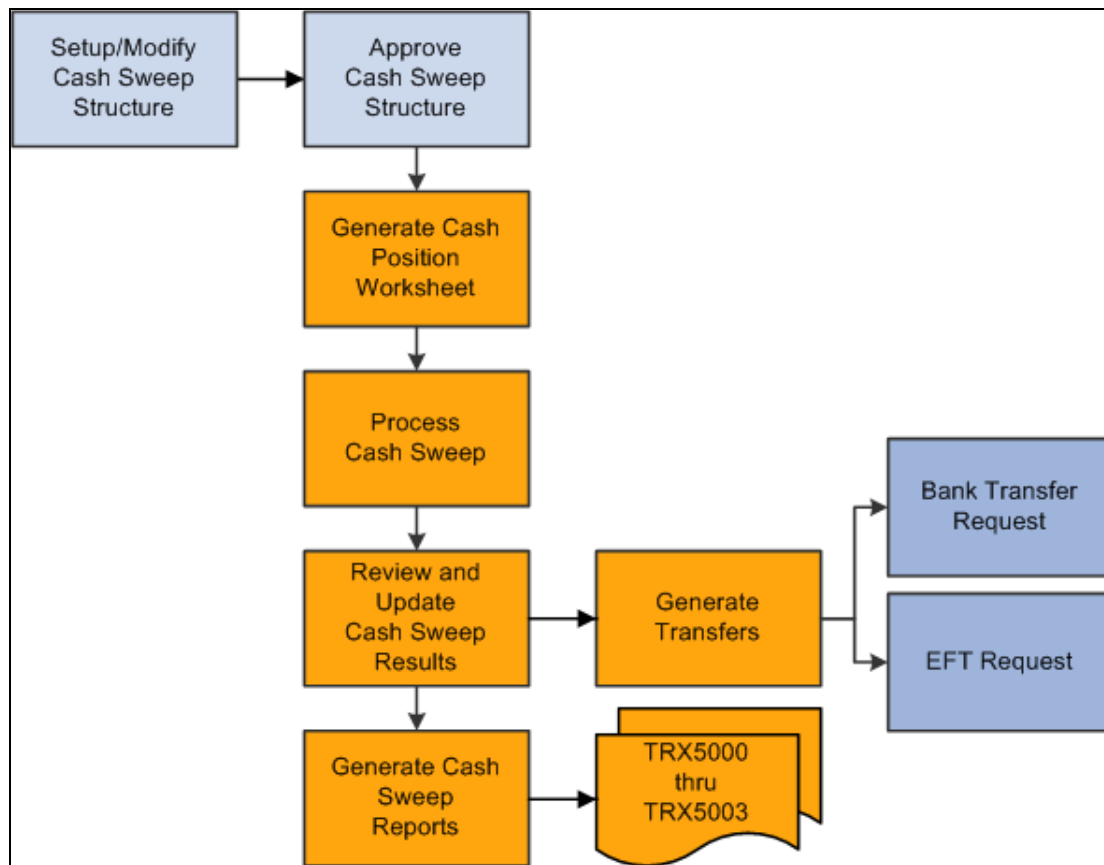 Setup/Modify
Cash Sweep
Structure
Approve
Cash Sweep
Structure
Generate Cash
Position
Worksheet
Process
Cash Sweep
Review and
Update
Cash Sweep
Results
Generate
Transfers
Bank Transfer
Request
EFT Request
Generate Cash
Sweep
Reports
TRX5000
thru
TRX5003